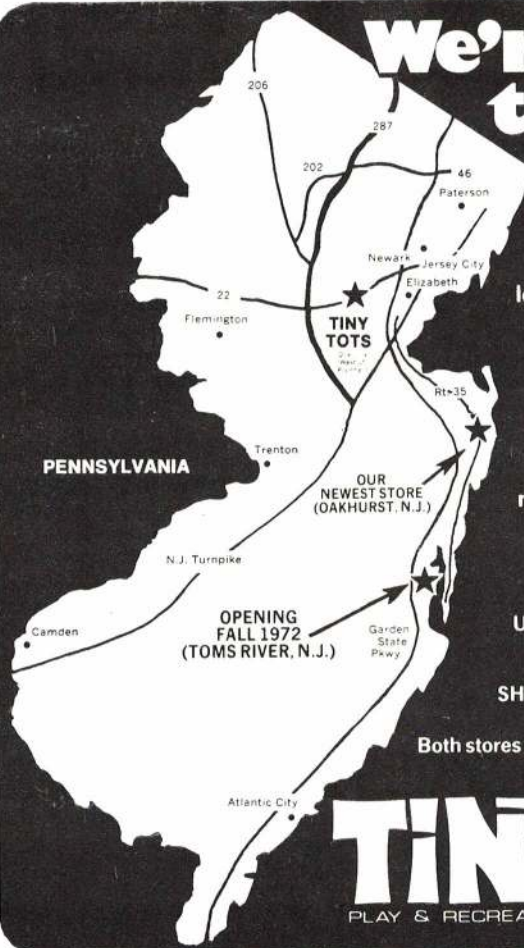 We'r
t
206
287
202
46
Paterson
Newark
Jersey City
Elizabeth
22
Flemington
TINY
TOTS
Rt 35
Trenton
PENNSYLVANIA
OUR
NEWEST STORE
(OAKHURST, N.J.)
N.J. Turnpike
OPENING
FALL 1972
(TOMS RIVER, N.J.)
Garden
State
Pkwy.
Camden
U
SH
Both stores
Atlantic City
TiN
PLAY & RECREA